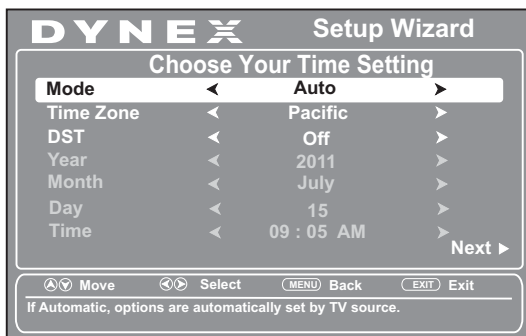 DYNEX Setup Wizard
Choose Your Time Setting
Mode Auto
Time Zone Pacific
DST Off
Year 2011
Month July
Day 15
Time 09 : 05 AM
Next
Move Select MENU Back EXIT Exit
If Automatic, options are automatically set by TV source.